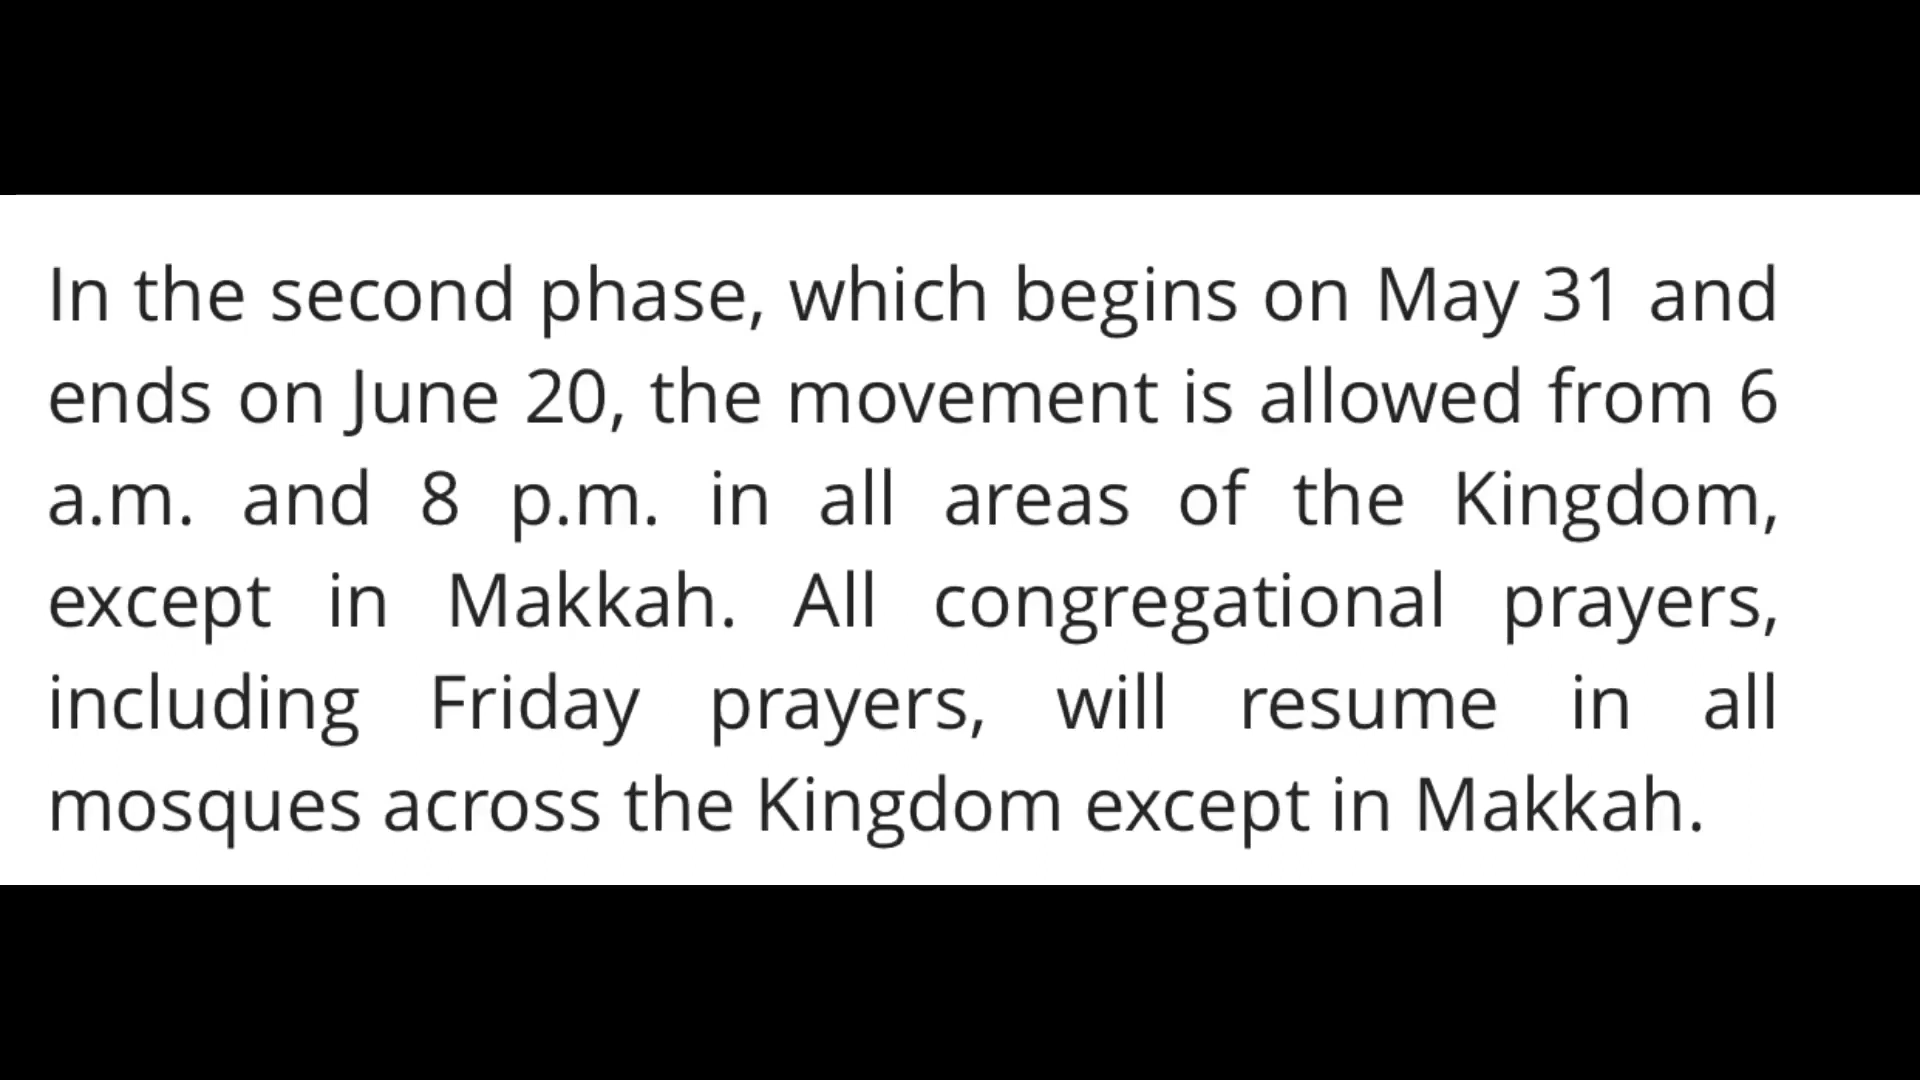 In the second phase, which begins on May 31 and
ends on June 20, the movement is allowed from 6
a.m. and 8 p.m. in all areas of the Kingdom,
except in Makkah. All congregational prayers,
including Friday prayers, will resume in all
mosques across the Kingdom except in Makkah.